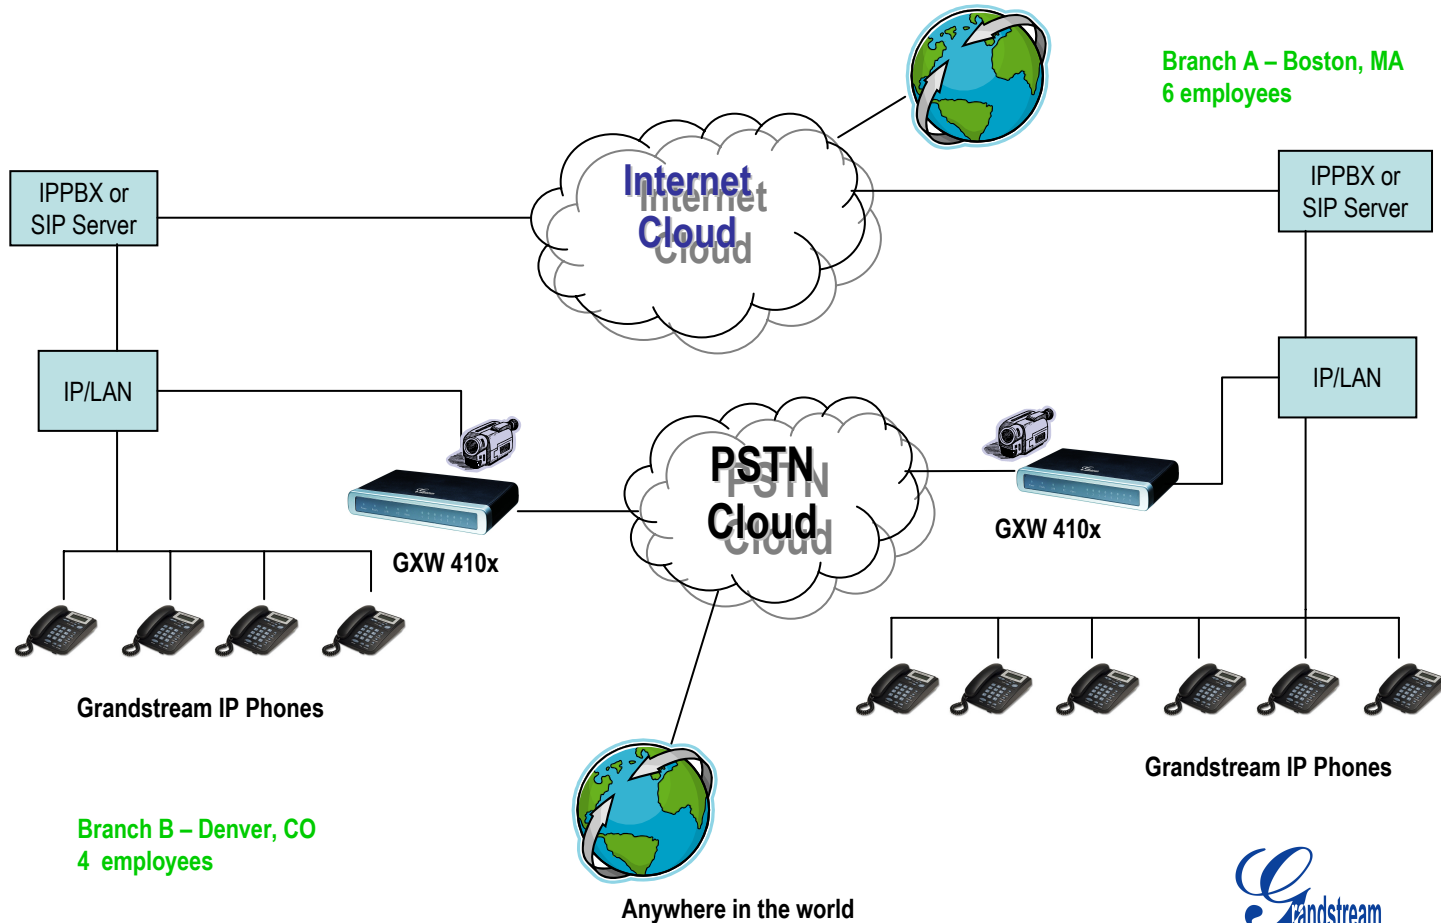 Branch A – Boston, MA
6 employees
Internet
Cloud
IPPBX or
SIP Server
IPPBX or
SIP Server
IP/LAN
IP/LAN
PSTN
Cloud
GXW 410x
GXW 410x
Grandstream IP Phones
Grandstream IP Phones
Branch B – Denver, CO
4 employees
Anywhere in the world
Grandstream